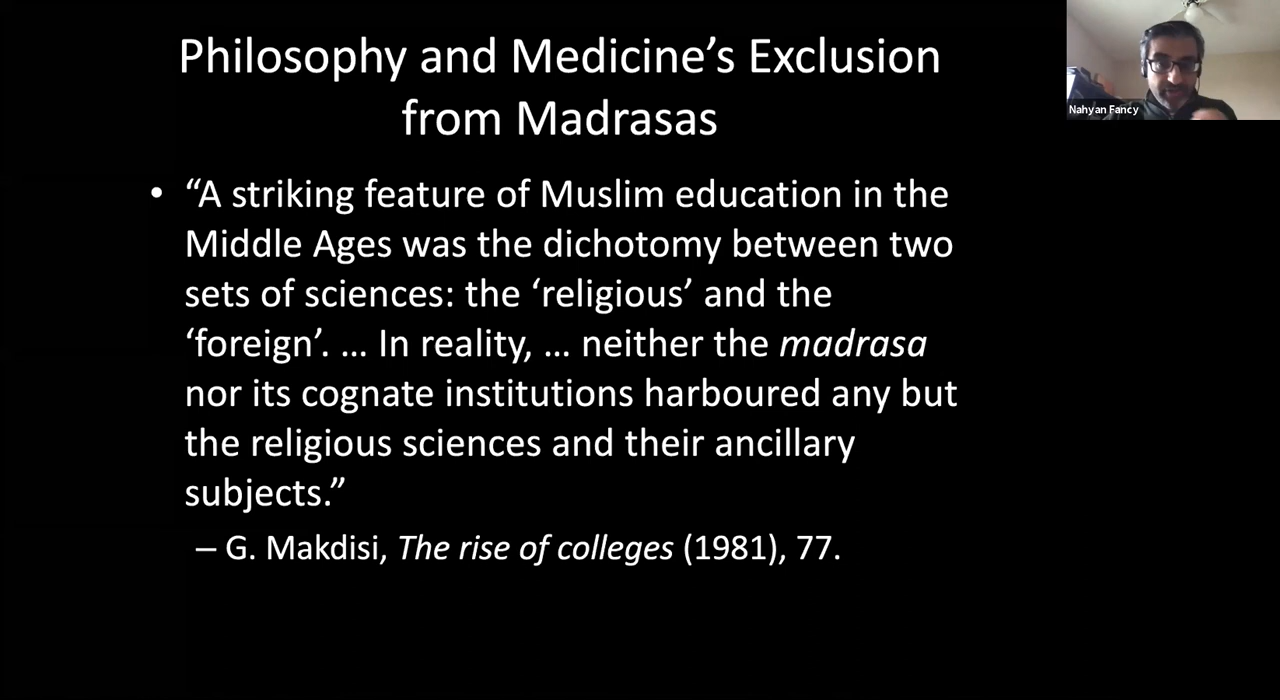 Philosophy and Medicine’s Exclusion
from Madrasas
Nahyan Fancy
• “A striking feature of Muslim education in the
Middle Ages was the dichotomy between two
sets of sciences: the ‘religious’ and the
‘foreign’. … In reality, … neither the madrasa
nor its cognate institutions harboured any but
the religious sciences and their ancillary
subjects.”
– G. Makdisi, The rise of colleges (1981), 77.